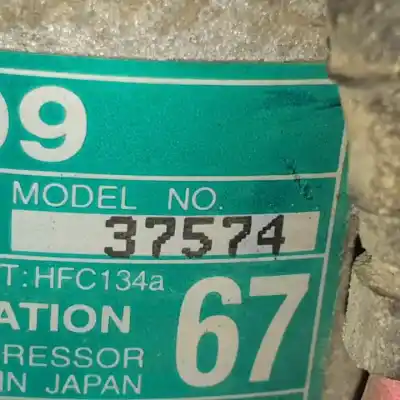 09
MODEL NO.
37574
T:HFC134a
ATION
67
RESSOR
IN JAPAN